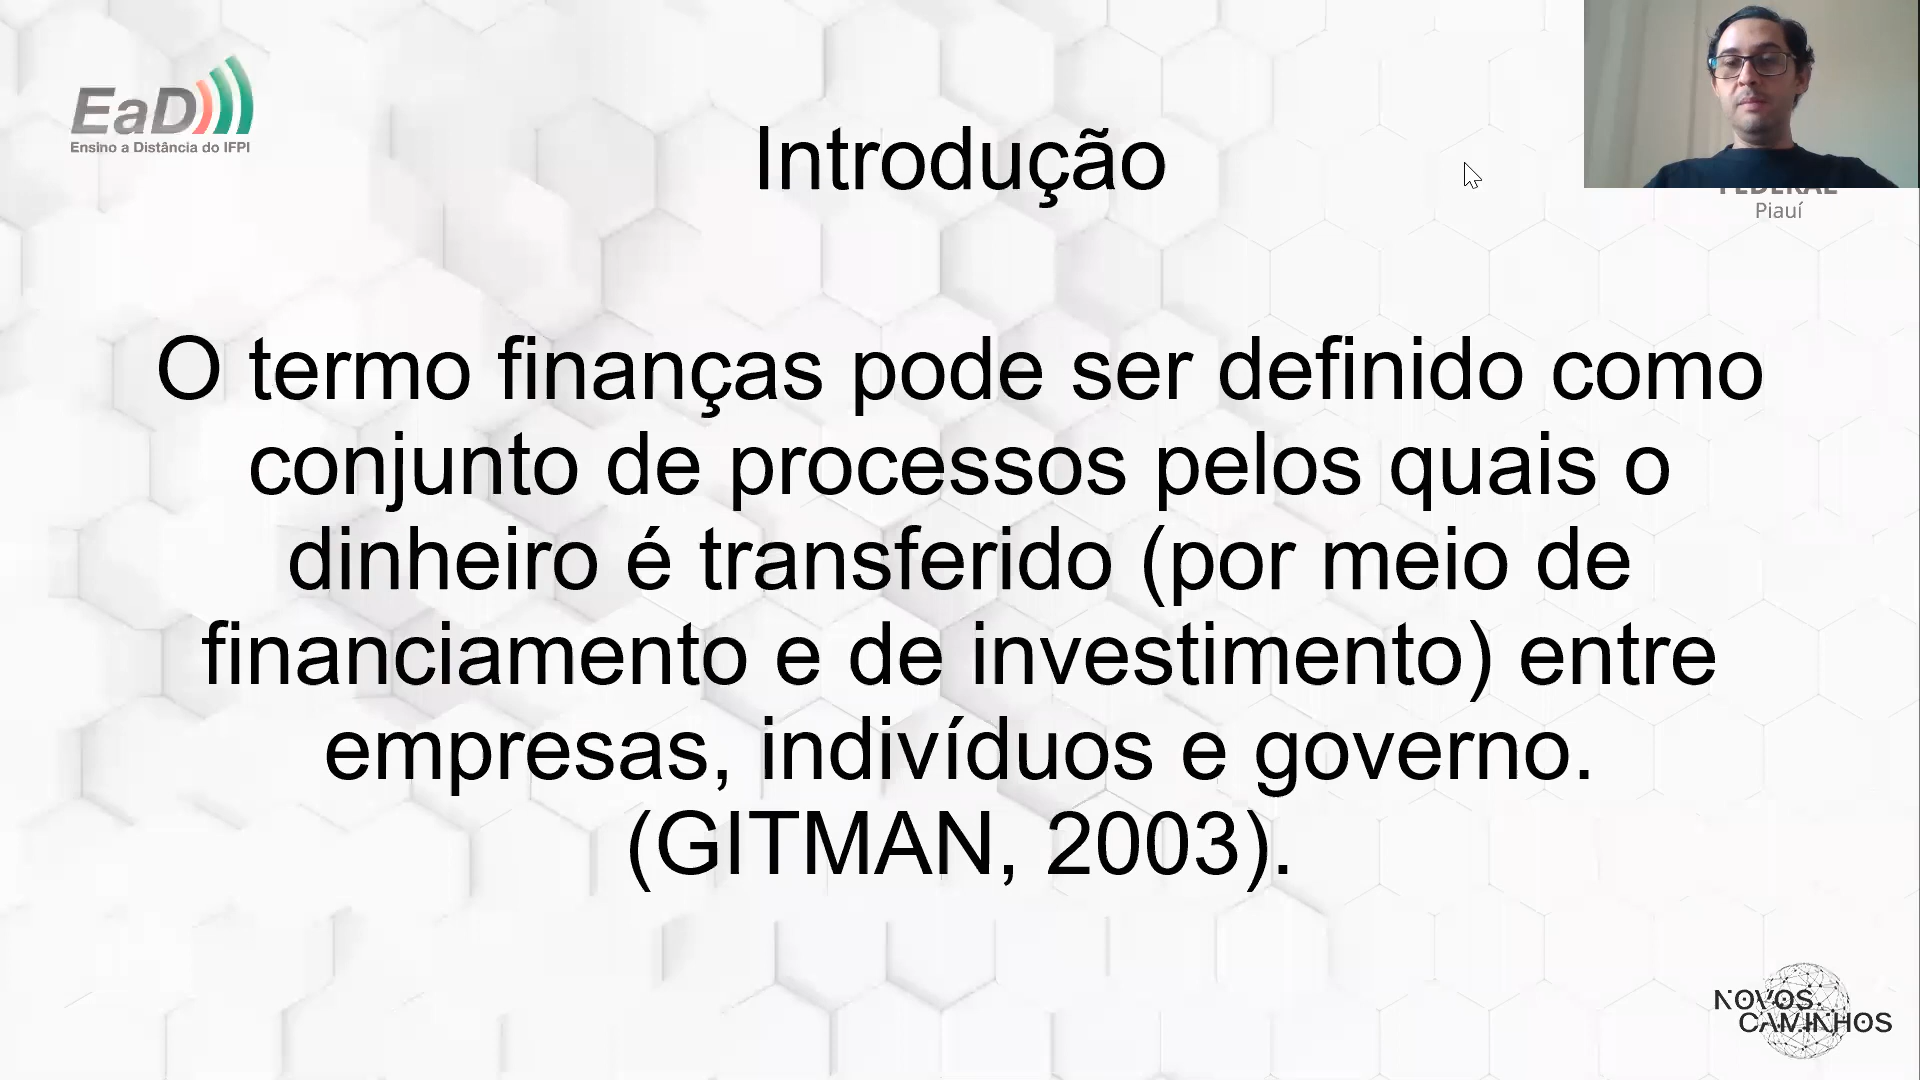 EaD
Ensino a Distância do IFPI
Introdução
Piauí
O termo finanças pode ser definido como
conjunto de processos pelos quais o
dinheiro é transferido (por meio de
financiamento e de investimento) entre
empresas, indivíduos e governo.
(GITMAN, 2003).
NOVOS
CAMINHOS